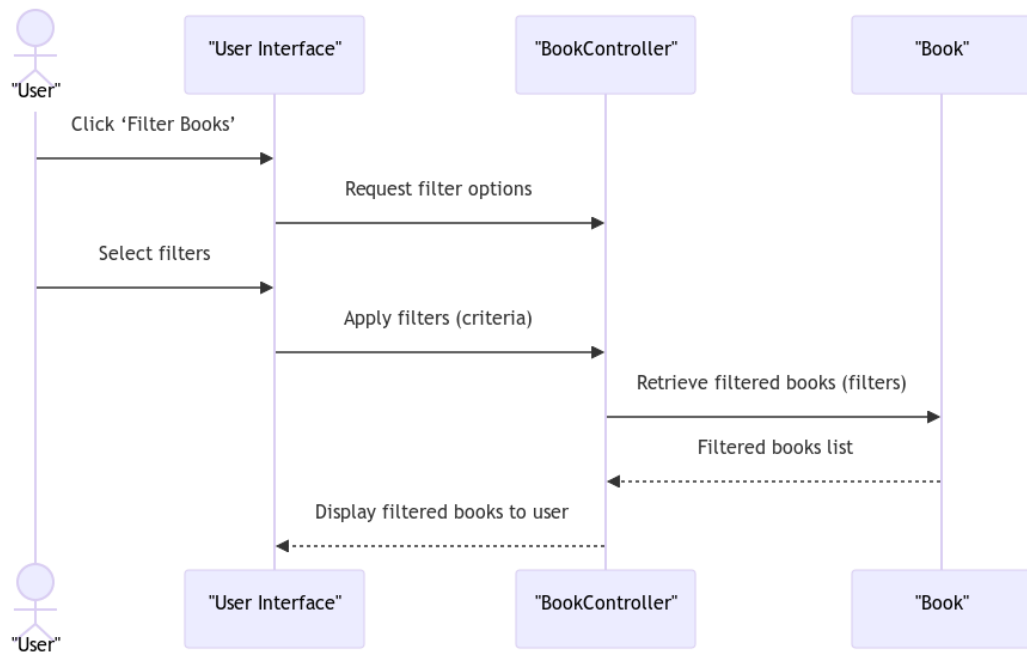 "User"
"User Interface"
"BookController"
"Book"
Click ‘Filter Books’
Request filter options
Select filters
Apply filters (criteria)
Retrieve filtered books (filters)
Filtered books list
Display filtered books to user
"User"
"User Interface"
"BookController"
"Book"